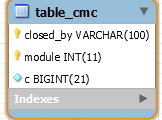 table_cmc
closed_by VARCHAR(100)
module INT(11)
c BIGINT(21)
Indexes